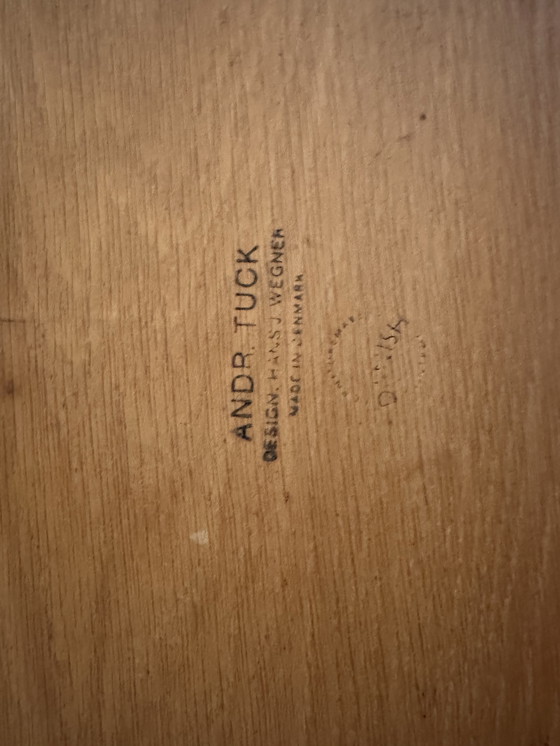 ANDR. TUCK
DESIGN. HANS J WEGNER
MADE IN DENMARK